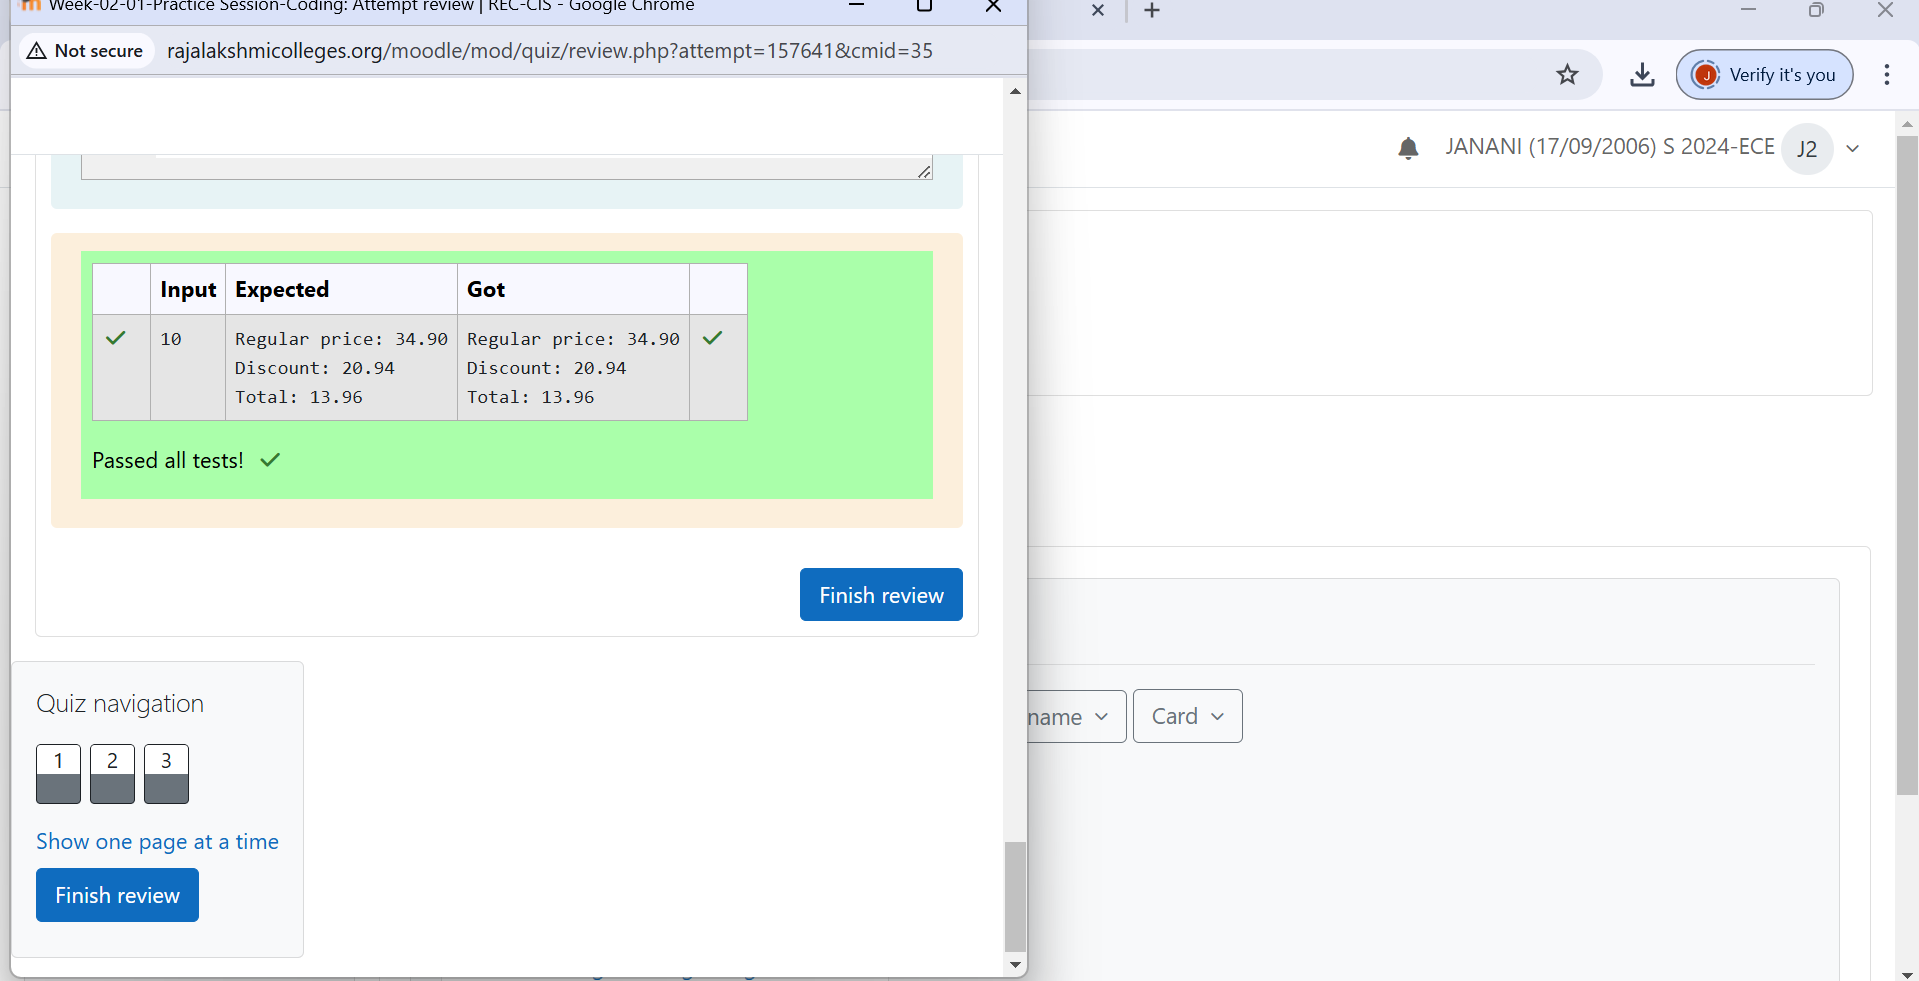 Week-02-01-Practice Session-Coding: Attempt review | REC-CIS - Google Chrome
Not secure
rajalakshmicolleges.org/moodle/mod/quiz/review.php?attempt=157641&cmid=35
Verify it's you
J
JANANI (17/09/2006) S 2024-ECE
J2
Input Expected Got
10
Regular price: 34.90
Discount: 20.94
Total: 13.96
Regular price: 34.90
Discount: 20.94
Total: 13.96
Passed all tests!
Finish review
Quiz navigation
1 2 3
Show one page at a time
Finish review
name
Card